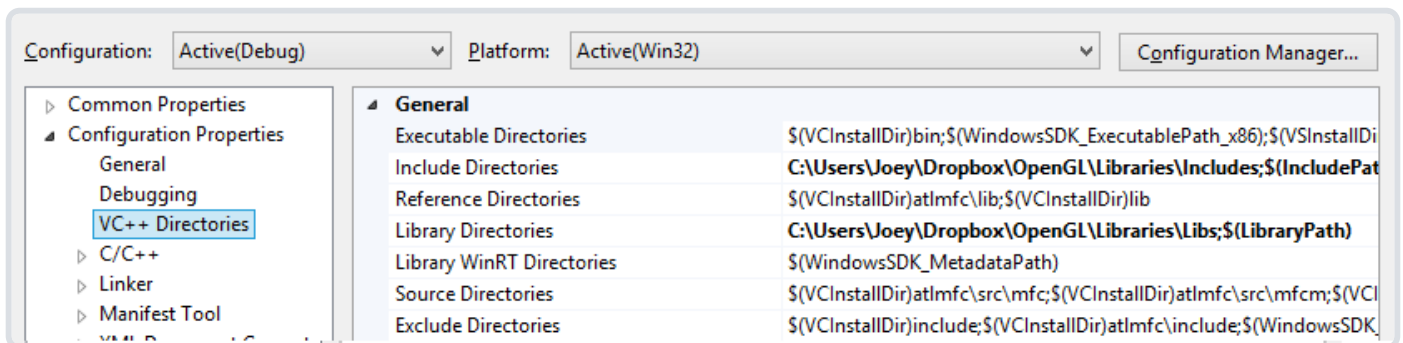 Configuration: Active(Debug) Platform: Active(Win32) Configuration Manager...
Common Properties
Configuration Properties
General
Debugging
VC++ Directories
C/C++
Linker
Manifest Tool
General
Executable Directories $(VCInstallDir)bin;$(WindowsSDK_ExecutablePath_x86);$(VSInstallDi
Include Directories C:\Users\Joey\Dropbox\OpenGL\Libraries\Includes;$(IncludePat
Reference Directories $(VCInstallDir)atlmfc\lib;$(VCInstallDir)lib
Library Directories C:\Users\Joey\Dropbox\OpenGL\Libraries\Libs;$(LibraryPath)
Library WinRT Directories $(WindowsSDK_MetadataPath)
Source Directories $(VCInstallDir)atlmfc\src\mfc;$(VCInstallDir)atlmfc\src\mfcm;$(VCI
Exclude Directories $(VCInstallDir)include;$(VCInstallDir)atlmfc\include;$(WindowsSDK_